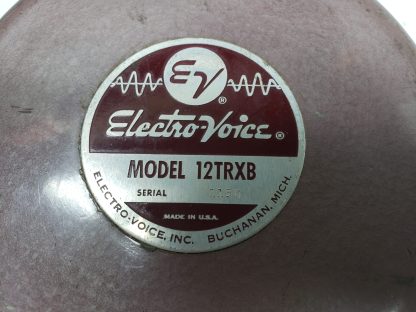 EV®
Electro-Voice®
MODEL 12TRXB
SERIAL
MADE IN U.S.A.
ELECTRO-VOICE, INC. BUCHANAN, MICH.